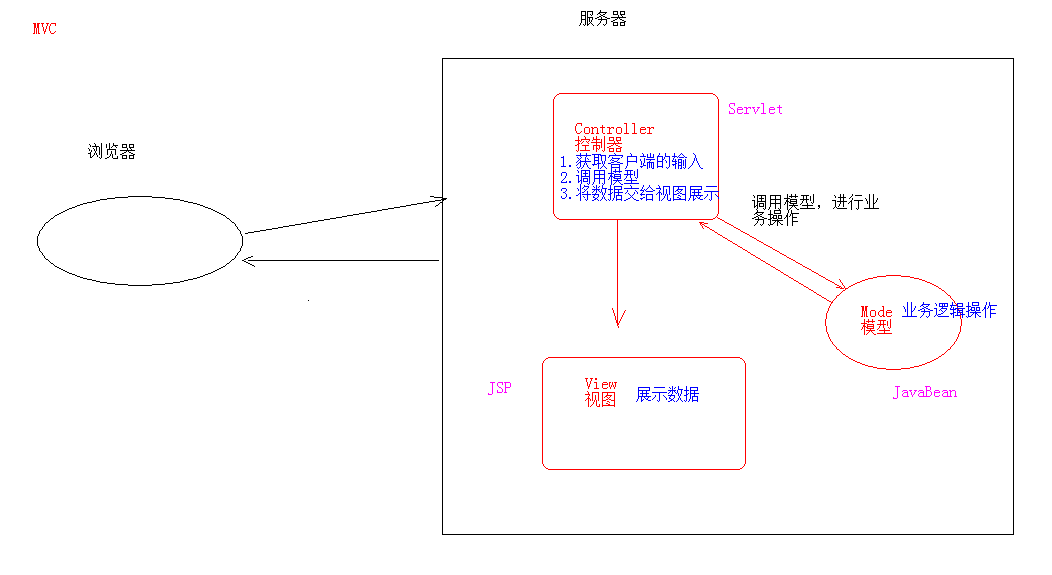 MVC
服务器
浏览器
Servlet
Controller
控制器
1.获取客户端的输入
2.调用模型
3.将数据交给视图展示
调用模型，进行业
务操作
Mode
模型
业务逻辑操作
JavaBean
JSP
View
视图
展示数据